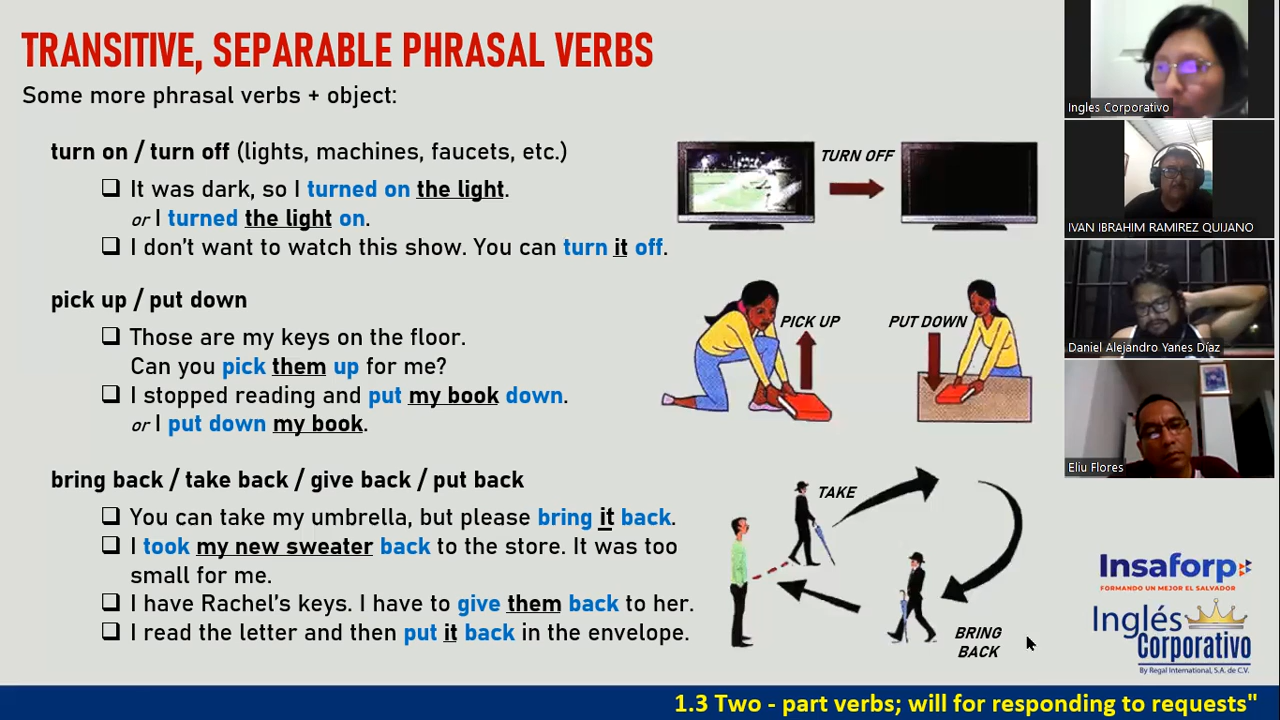 TRANSITIVE, SEPARABLE PHRASAL VERBS
Some more phrasal verbs + object:
turn on / turn off (lights, machines, faucets, etc.)
❑ It was dark, so I turned on the light.
or I turned the light on.
❑ I don't want to watch this show. You can turn it off.
TURN OFF
pick up / put down
❑ Those are my keys on the floor.
Can you pick them up for me?
❑ I stopped reading and put my book down.
or I put down my book.
PICK UP
PUT DOWN
bring back / take back / give back / put back
❑ You can take my umbrella, but please bring it back.
❑ I took my new sweater back to the store. It was too
small for me.
❑ I have Rachel's keys. I have to give them back to her.
❑ I read the letter and then put it back in the envelope.
TAKE
BRING
BACK
Ingles Corporativo
IVAN IBRAHIM RAMIREZ QUIJANO
Daniel Alejandro Yanes Díaz
Eliu Flores
Insaforp
FORMANDO UN MEJOR EL SALVADOR
Inglés
Corporativo
By Regal International, S.A. de C.V.
1.3 Two - part verbs; will for responding to requests"